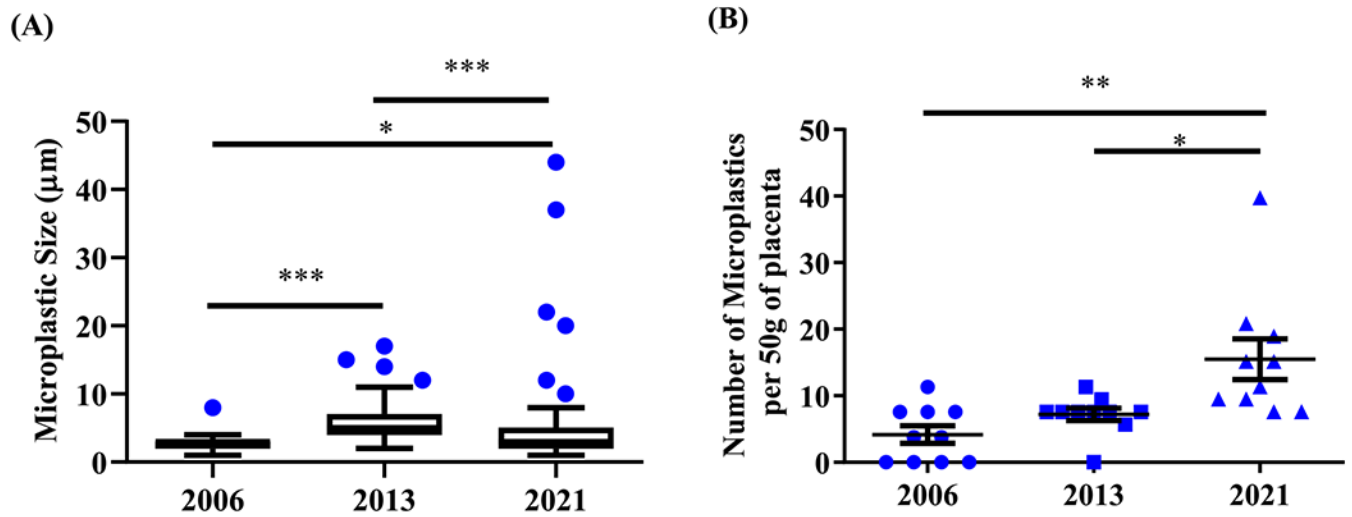 (A)
***
*
***
Microplastic Size (μm)
50
40
30
20
10
0
2006 2013 2021
(B)
**
*
Number of Microplastics
per 50g of placenta
50
40
30
20
10
0
2006 2013 2021